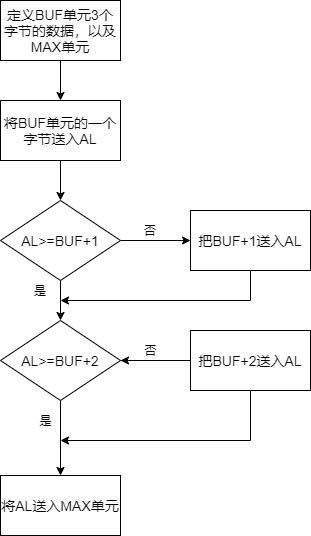 定义BUF单元3个
字节的数据，以及
MAX单元
将BUF单元的一个
字节送入AL
AL>=BUF+1
否
把BUF+1送入AL
是
AL>=BUF+2
否
把BUF+2送入AL
是
将AL送入MAX单元